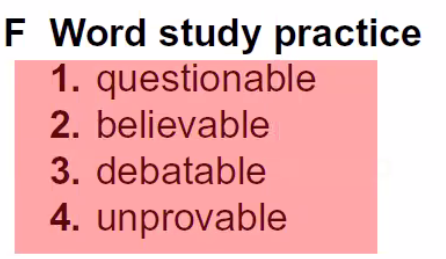 F Word study practice
1. questionable
2. believable
3. debatable
4. unprovable